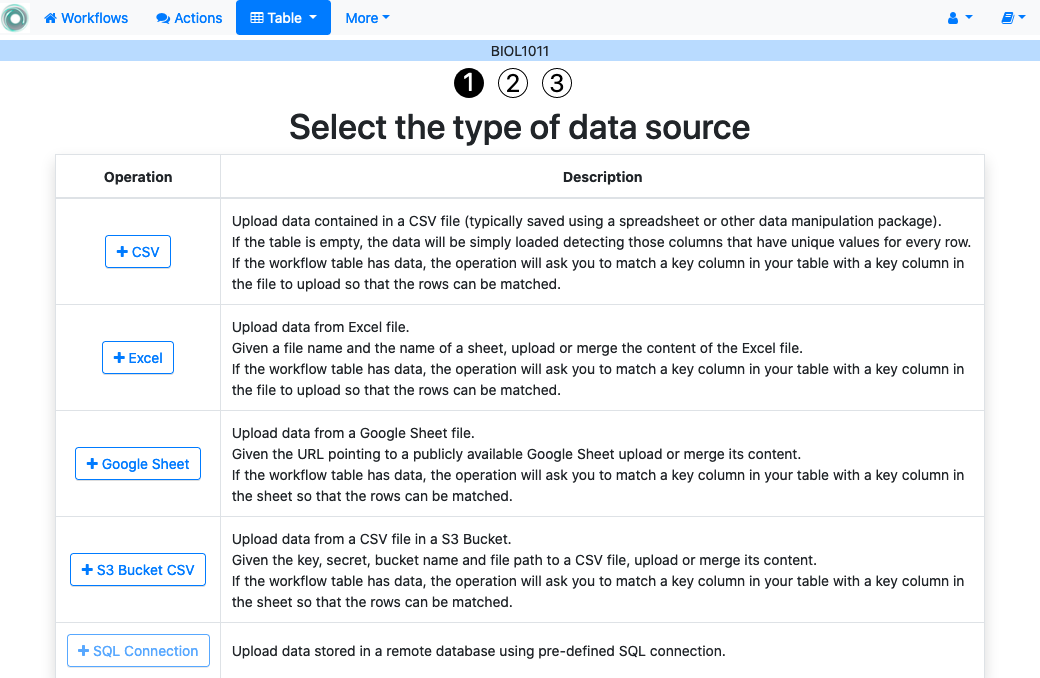 Workflows Actions Table More
BIOL1011
1 2 3
Select the type of data source
Operation Description
CSV
Upload data contained in a CSV file (typically saved using a spreadsheet or other data manipulation package).
If the table is empty, the data will be simply loaded detecting those columns that have unique values for every row.
If the workflow table has data, the operation will ask you to match a key column in your table with a key column in
the file to upload so that the rows can be matched.
Excel
Upload data from Excel file.
Given a file name and the name of a sheet, upload or merge the content of the Excel file.
If the workflow table has data, the operation will ask you to match a key column in your table with a key column in
the file to upload so that the rows can be matched.
Google Sheet
Upload data from a Google Sheet file.
Given the URL pointing to a publicly available Google Sheet upload or merge its content.
If the workflow table has data, the operation will ask you to match a key column in your table with a key column in
the sheet so that the rows can be matched.
S3 Bucket CSV
Upload data from a CSV file in a S3 Bucket.
Given the key, secret, bucket name and file path to a CSV file, upload or merge its content.
If the workflow table has data, the operation will ask you to match a key column in your table with a key column in
the sheet so that the rows can be matched.
SQL Connection
Upload data stored in a remote database using pre-defined SQL connection.